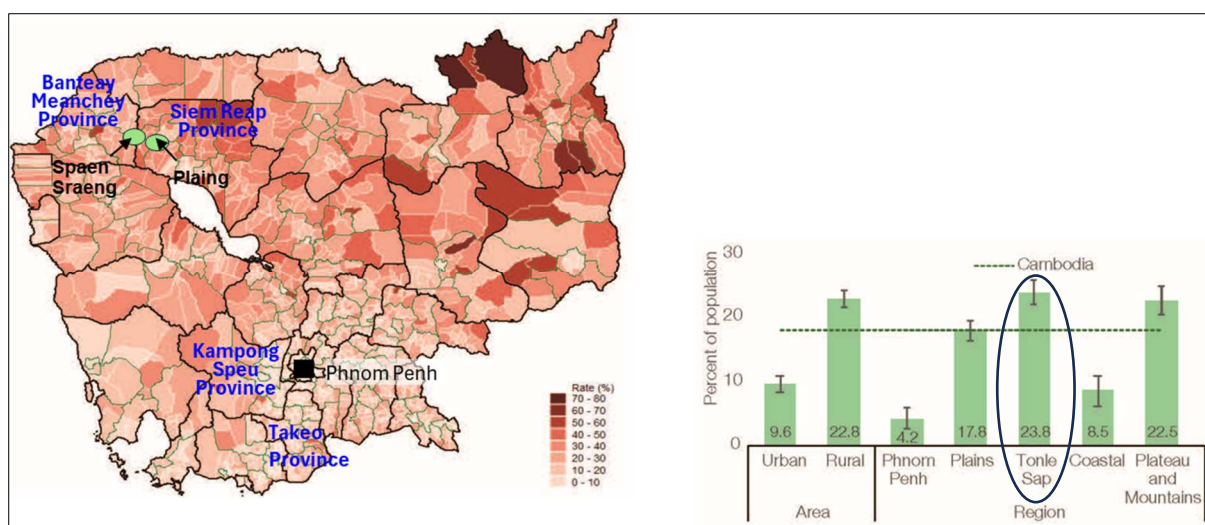 Banteay
Meanchey
Province
Siem Reap
Province
Spaen
Sraeng
Plaing
Kampong
Speu
Province
Phnom Penh
Takeo
Province
Rate (%)
70 - 80
60 - 70
50 - 60
40 - 50
30 - 40
20 - 30
10 - 20
0 - 10
Percent of population
30
20
10
0
Cambodia
9.6
22.8
4.2
17.8
23.8
8.5
22.5
Urban
Rural
Phnom
Penh
Plains
Tonle
Sap
Coastal
Plateau
and
Mountains
Area
Region